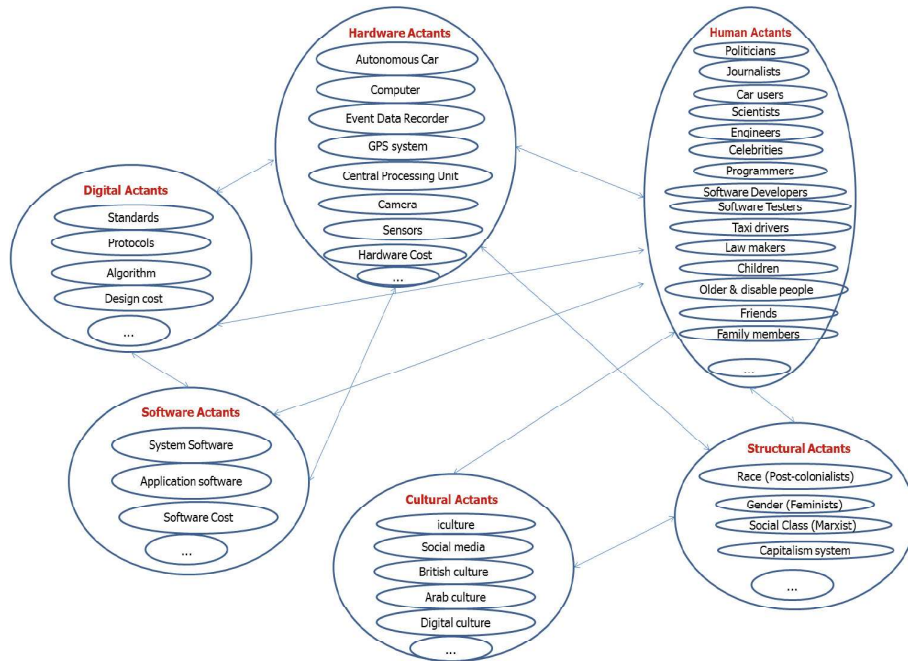 Hardware Actants
Autonomous Car
Computer
Event Data Recorder
GPS system
Central Processing Unit
Camera
Sensors
Hardware Cost
...
Human Actants
Politicians
Journalists
Car users
Scientists
Engineers
Celebrities
Programmers
Software Developers
Software Testers
Taxi drivers
Law makers
Children
Older & disable people
Friends
Family members
...
Digital Actants
Standards
Protocols
Algorithm
Design cost
...
Software Actants
System Software
Application software
Software Cost
...
Cultural Actants
iculture
Social media
British culture
Arab culture
Digital culture
...
Structural Actants
Race (Post-colonialists)
Gender (Feminists)
Social Class (Marxist)
Capitalism system
...